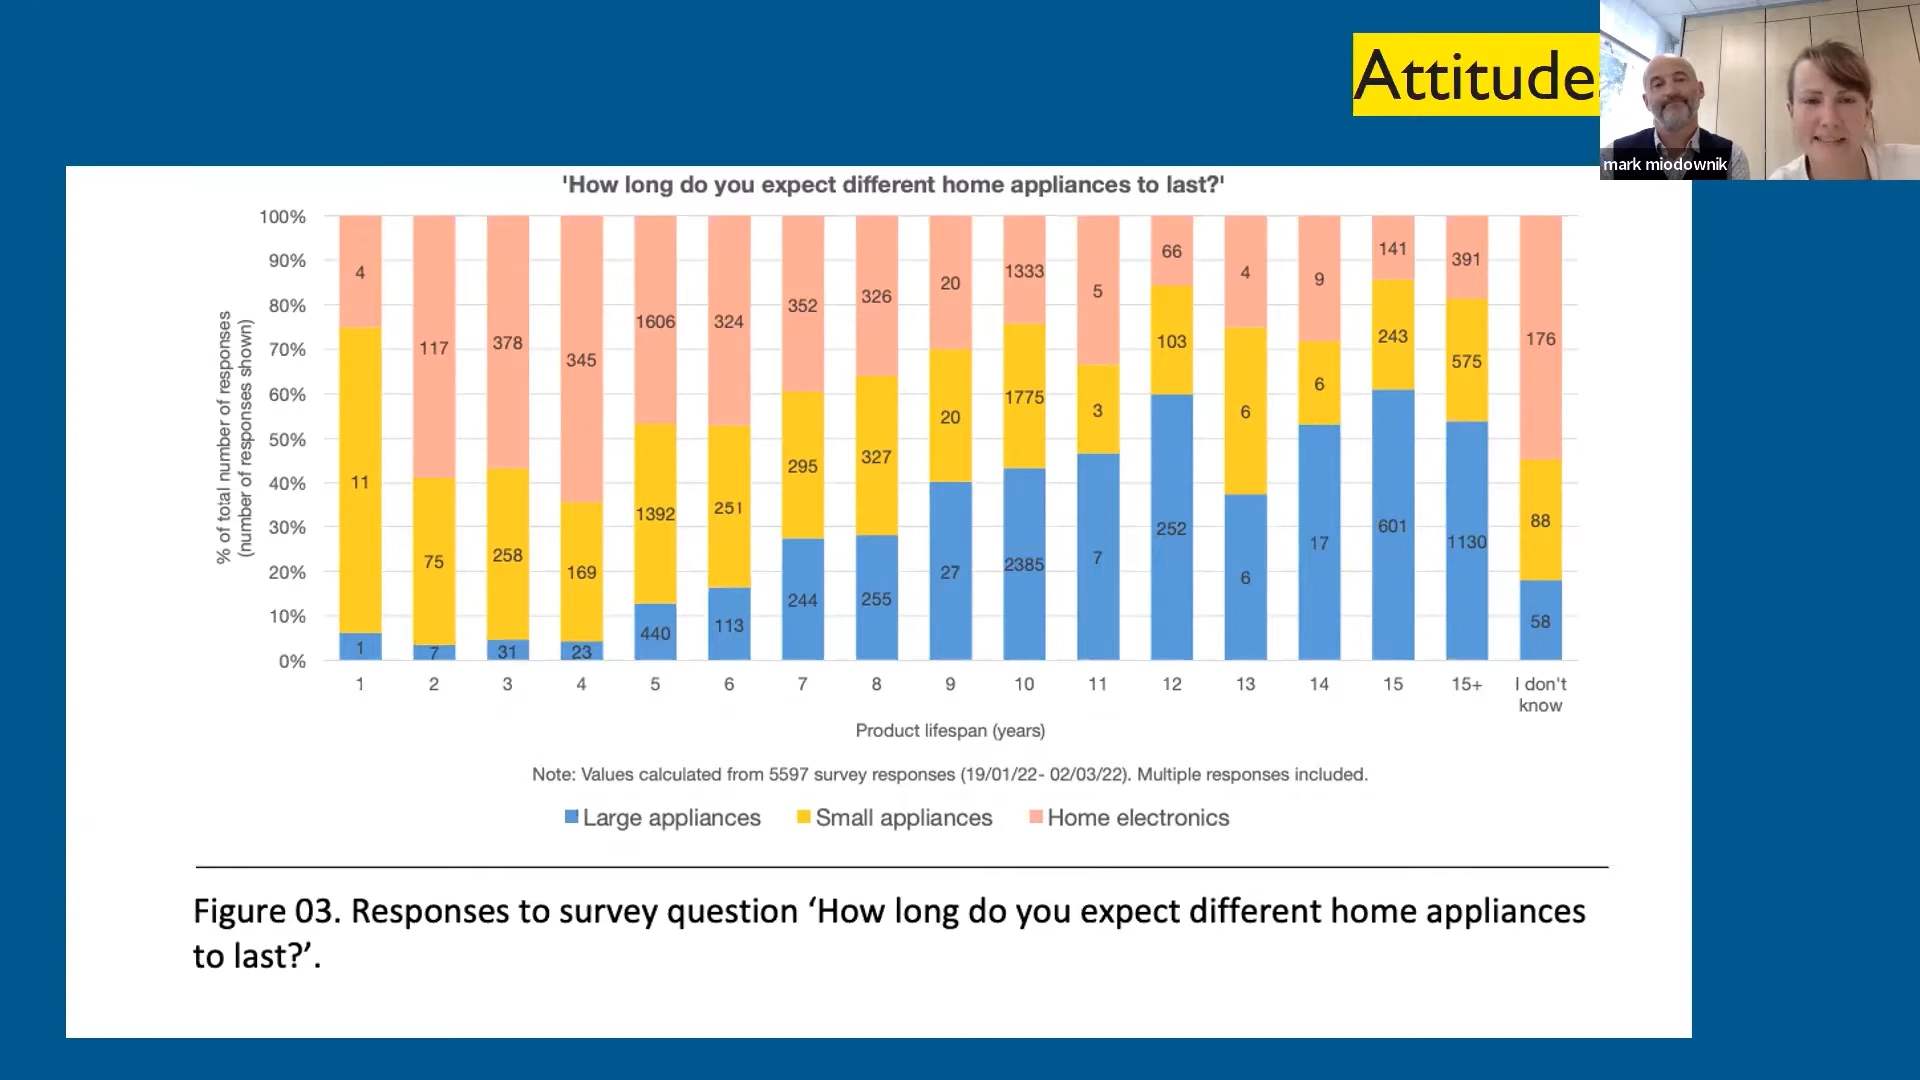 Attitude
mark miodownik
'How long do you expect different home appliances to last?'
% of total number of responses
(number of responses shown)
100%
90%
80%
70%
60%
50%
40%
30%
20%
10%
0%
4 117 378 345 1606 324 352 326 20 1333 5 66 4 9 141 391 176
11 75 258 169 1392 251 295 327 20 1775 3 103 6 6 243 575 88
1 7 31 23 440 113 244 255 27 2385 7 252 6 17 601 1130 58
1 2 3 4 5 6 7 8 9 10 11 12 13 14 15 15+ I don't
know
Product lifespan (years)
Note: Values calculated from 5597 survey responses (19/01/22- 02/03/22). Multiple responses included.
Large appliances Small appliances Home electronics
Figure 03. Responses to survey question ‘How long do you expect different home appliances
to last?’.